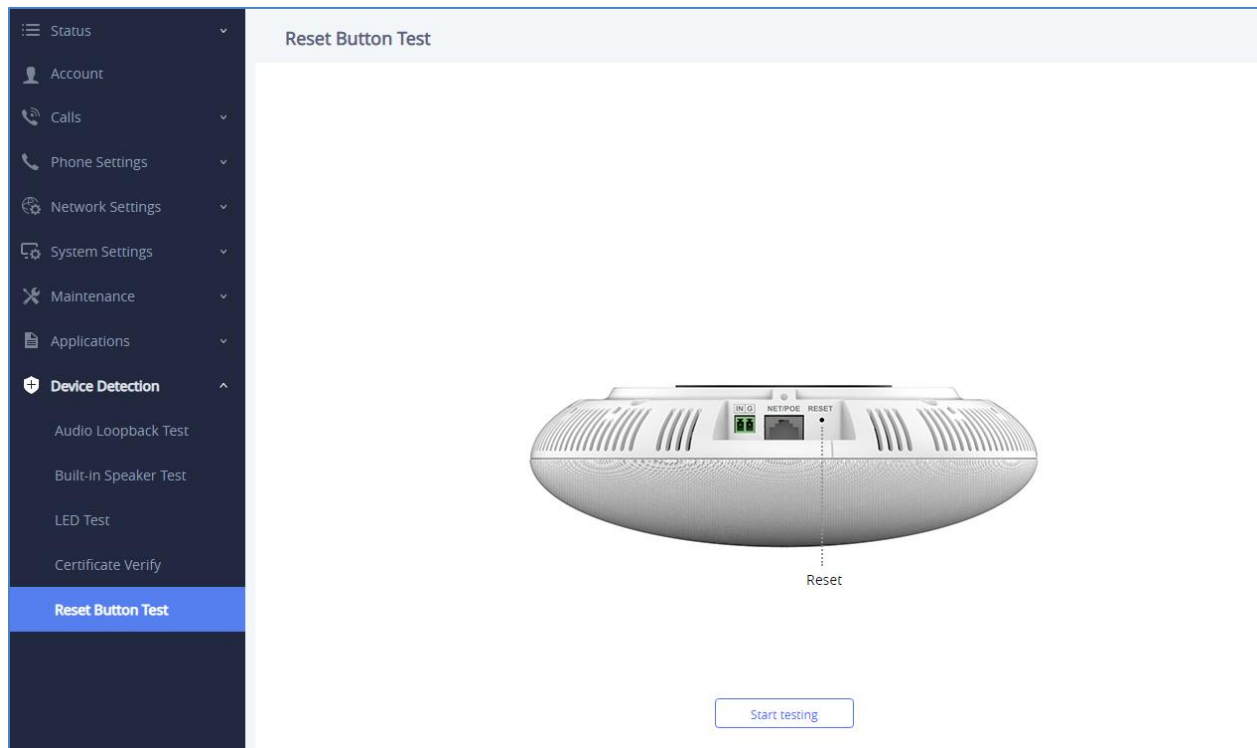 Status
Account
Calls
Phone Settings
Network Settings
System Settings
Maintenance
Applications
Device Detection
Audio Loopback Test
Built-in Speaker Test
LED Test
Certificate Verify
Reset Button Test
Reset Button Test
IN G NET/POE RESET
Reset
Start testing